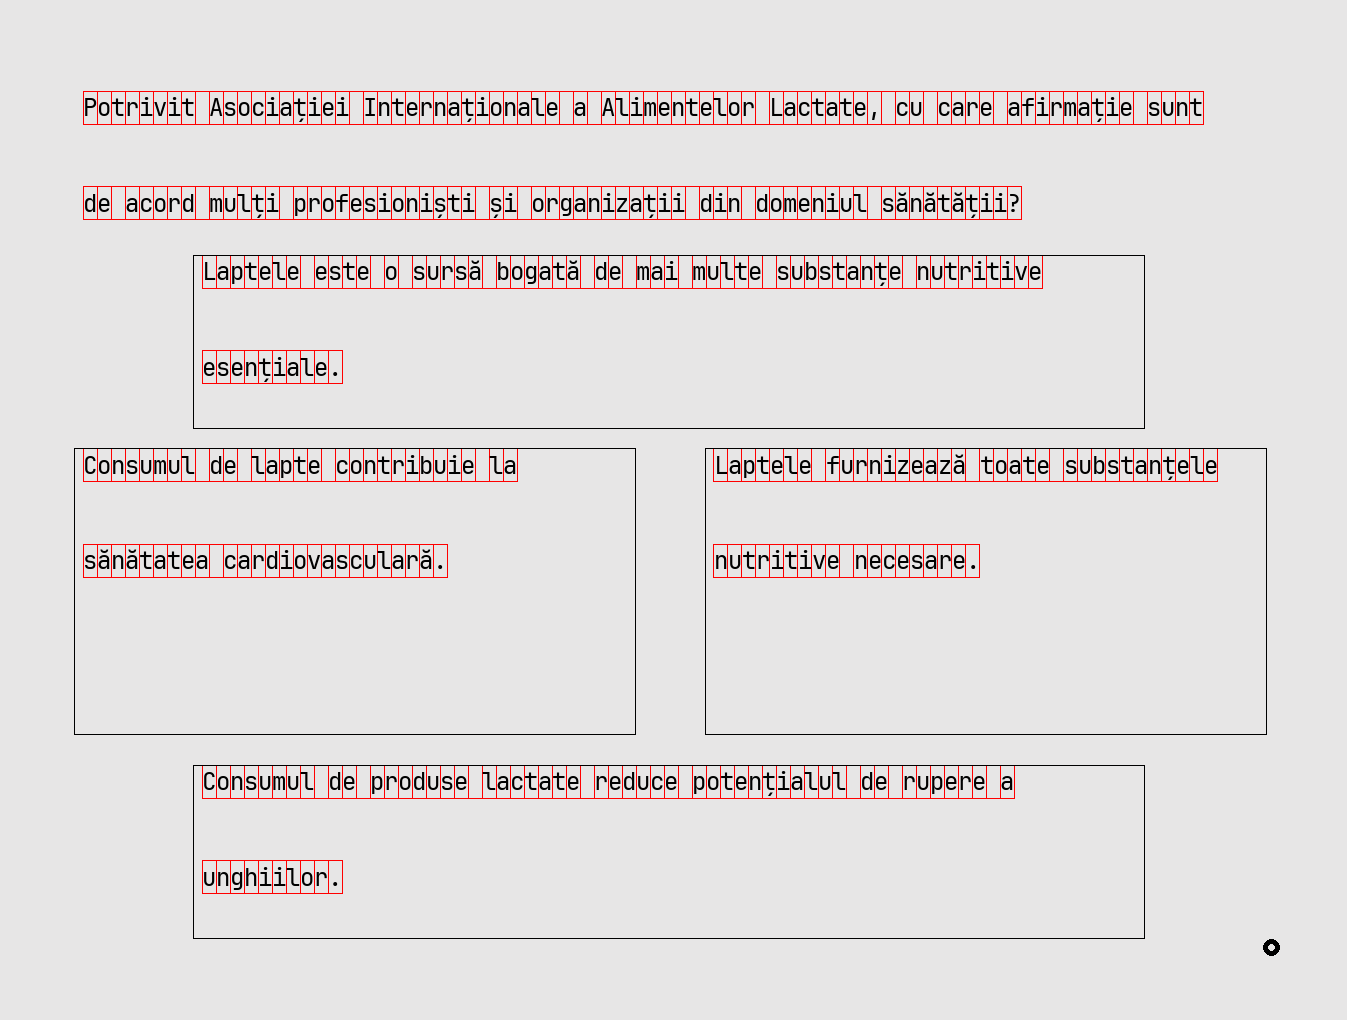 Potrivit Asociației Internaționale a Alimentelor Lactate, cu care afirmație sunt
de acord mulți profesioniști și organizații din domeniul sănătății?
Laptele este o sursă bogată de mai multe substanțe nutritive
esențiale.
Consumul de lapte contribuie la
sănătatea cardiovasculară.
Laptele furnizează toate substanțele
nutritive necesare.
Consumul de produse lactate reduce potențialul de rupere a
unghiilor.